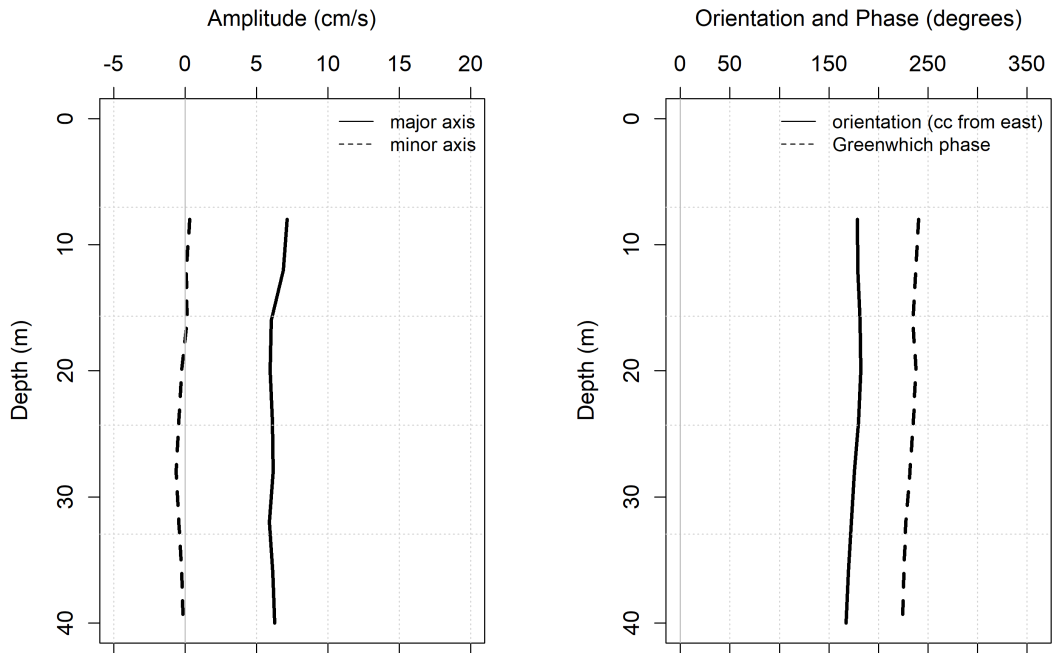 Amplitude (cm/s)
-5 0 5 10 15 20
Depth (m)
0
10
20
30
40
major axis
minor axis
Orientation and Phase (degrees)
0 50 150 250 350
Depth (m)
0
10
20
30
40
orientation (cc from east)
Greenwhich phase